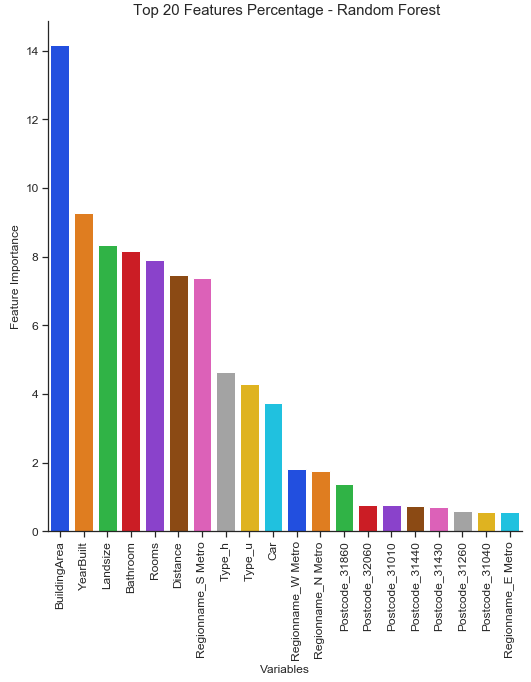 Top 20 Features Percentage - Random Forest
Feature Importance
14
12
10
8
6
4
2
0
BuildingArea
YearBuilt
Landsize
Bathroom
Rooms
Distance
Regionname_S Metro
Type_h
Type_u
Car
Regionname_W Metro
Regionname_N Metro
Postcode_31860
Postcode_32060
Postcode_31010
Postcode_31440
Postcode_31430
Postcode_31260
Postcode_31040
Regionname_E Metro
Variables